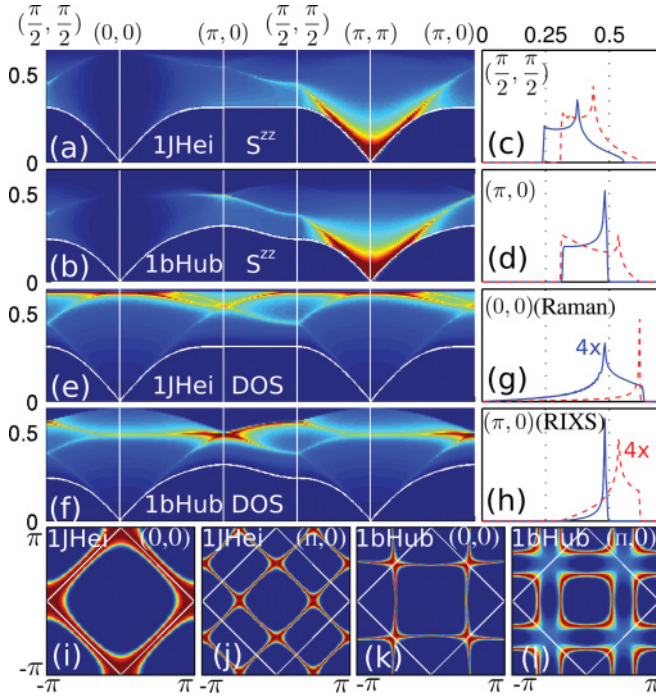 (π/2, π/2) (0,0) (π,0) (π/2, π/2) (π,π) (π,0) 0 0.5
0.5
0
(a) 1JHei S^zz
(π/2, π/2)
(c)
0.5
0
(b) 1bHub S^zz
(π,0)
(d)
0.5
0
(e) 1JHei DOS
(0,0)(Raman)
4x
(g)
0.5
0
(f) 1bHub DOS
(π,0)(RIXS)
4x
(h)
π
-π
1JHei (0,0)
(i)
1JHei (π,0)
(j)
1bHub (0,0)
(k)
1bHub (π,0)
(l)
-π π -π π -π π -π π